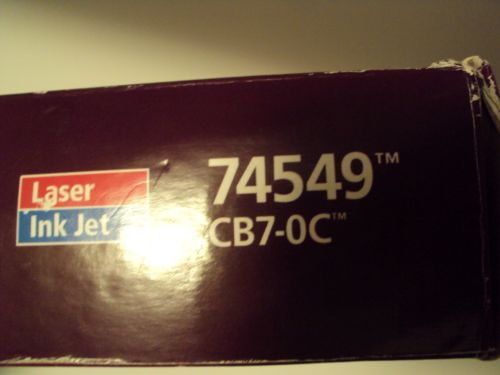 Laser
Ink Jet
74549™
CB7-0C™